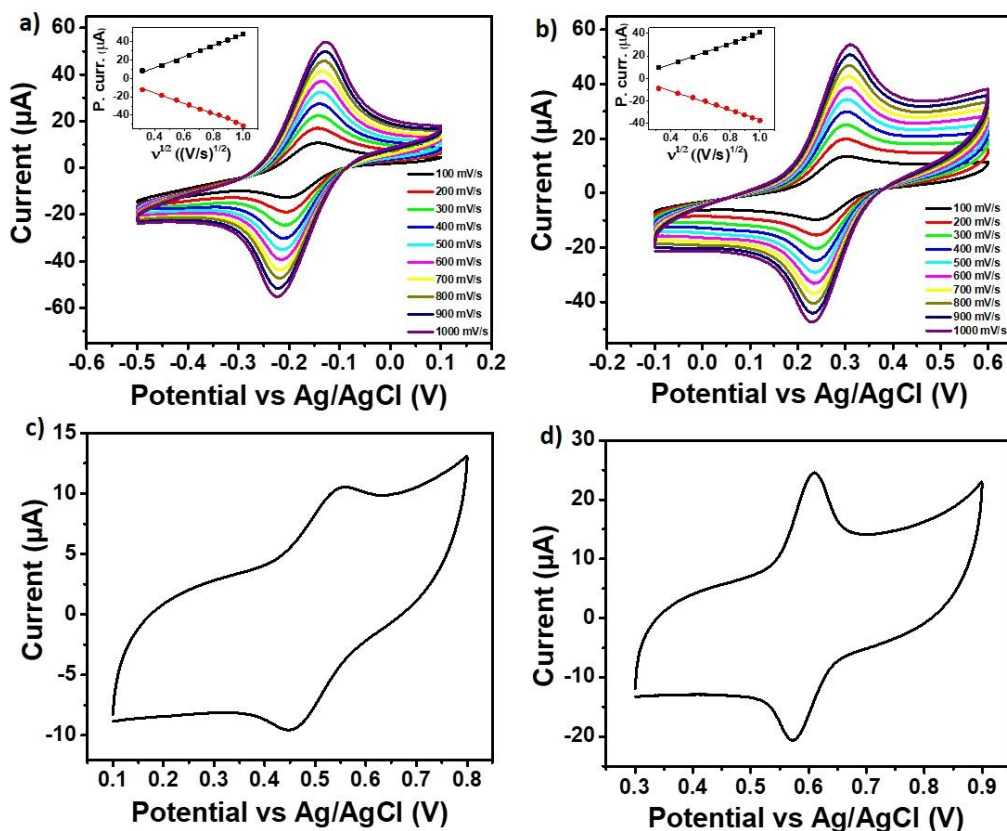 a)
60
40
20
0
-20
-40
-60
Current (µA)
-0.5 -0.4 -0.3 -0.2 -0.1 0.0 0.1 0.2
Potential vs Ag/AgCl (V)
P. curr. (µA)
40
20
0
-20
-40
0.4 0.6 0.8 1.0
ν1/2 ((V/s)1/2)
100 mV/s
200 mV/s
300 mV/s
400 mV/s
500 mV/s
600 mV/s
700 mV/s
800 mV/s
900 mV/s
1000 mV/s
b)
60
40
20
0
-20
-40
Current (µA)
-0.1 0.0 0.1 0.2 0.3 0.4 0.5 0.6
Potential vs Ag/AgCl (V)
P. curr. (µA)
40
20
0
-20
-40
0.4 0.6 0.8 1.0
ν1/2 ((V/s)1/2)
100 mV/s
200 mV/s
300 mV/s
400 mV/s
500 mV/s
600 mV/s
700 mV/s
800 mV/s
900 mV/s
1000 mV/s
c)
15
10
5
0
-5
-10
Current (µA)
0.1 0.2 0.3 0.4 0.5 0.6 0.7 0.8
Potential vs Ag/AgCl (V)
d)
30
20
10
0
-10
-20
Current (µA)
0.3 0.4 0.5 0.6 0.7 0.8 0.9
Potential vs Ag/AgCl (V)